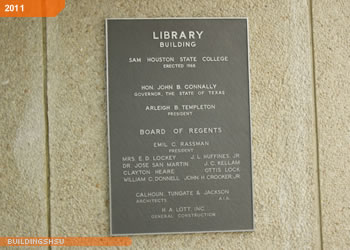 2011
LIBRARY
BUILDING
SAM HOUSTON STATE COLLEGE
ERECTED 1968
HON. JOHN B. CONNALLY
GOVERNOR, THE STATE OF TEXAS
ARLEIGH B. TEMPLETON
PRESIDENT
BOARD OF REGENTS
EMIL C. RASSMAN
PRESIDENT
MRS. E. D. LOCKEY J. L. HUFFINES, JR.
DR. JOSE SAN MARTIN J. C. KELLAM
CLAYTON HEARE OTTIS LOCK
WILLIAM C. DONNELL JOHN H. CROOKER, JR.
CALHOUN, TUNGATE & JACKSON
ARCHITECTS A.I.A.
H. A. LOTT, INC.
GENERAL CONSTRUCTION
BUILDINGSHSU